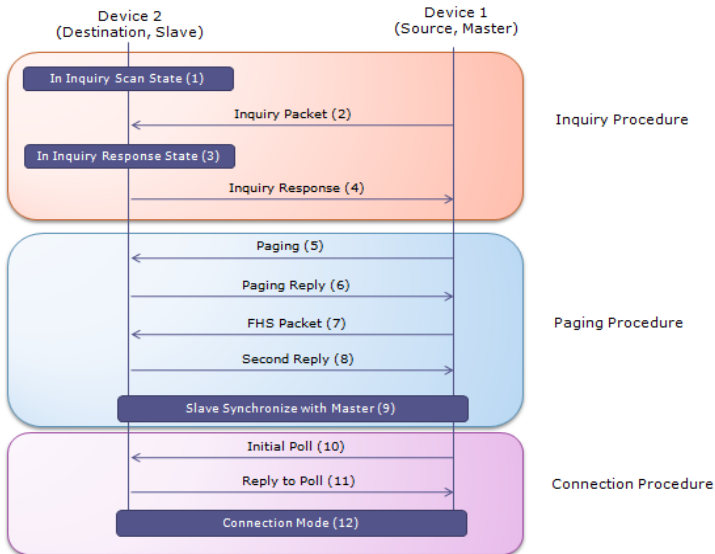 Device 2
(Destination, Slave)
Device 1
(Source, Master)
In Inquiry Scan State (1)
Inquiry Packet (2)
Inquiry Procedure
In Inquiry Response State (3)
Inquiry Response (4)
Paging (5)
Paging Reply (6)
FHS Packet (7)
Paging Procedure
Second Reply (8)
Slave Synchronize with Master (9)
Initial Poll (10)
Reply to Poll (11)
Connection Procedure
Connection Mode (12)